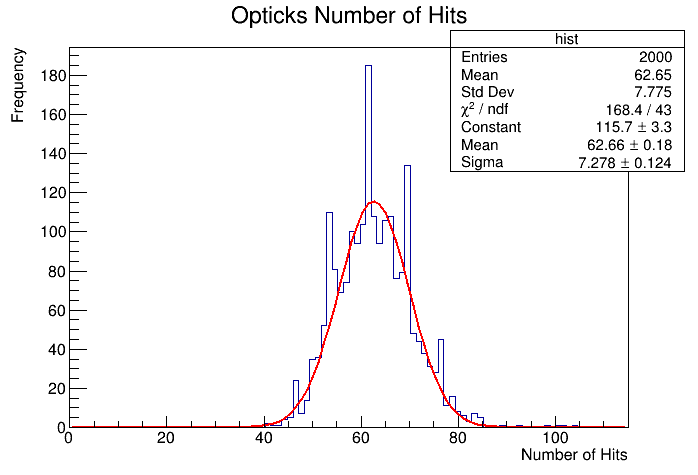 Opticks Number of Hits
hist
Entries 2000
Mean 62.65
Std Dev 7.775
χ² / ndf 168.4 / 43
Constant 115.7 ± 3.3
Mean 62.66 ± 0.18
Sigma 7.278 ± 0.124
Frequency
180
160
140
120
100
80
60
40
20
0
0 20 40 60 80 100
Number of Hits